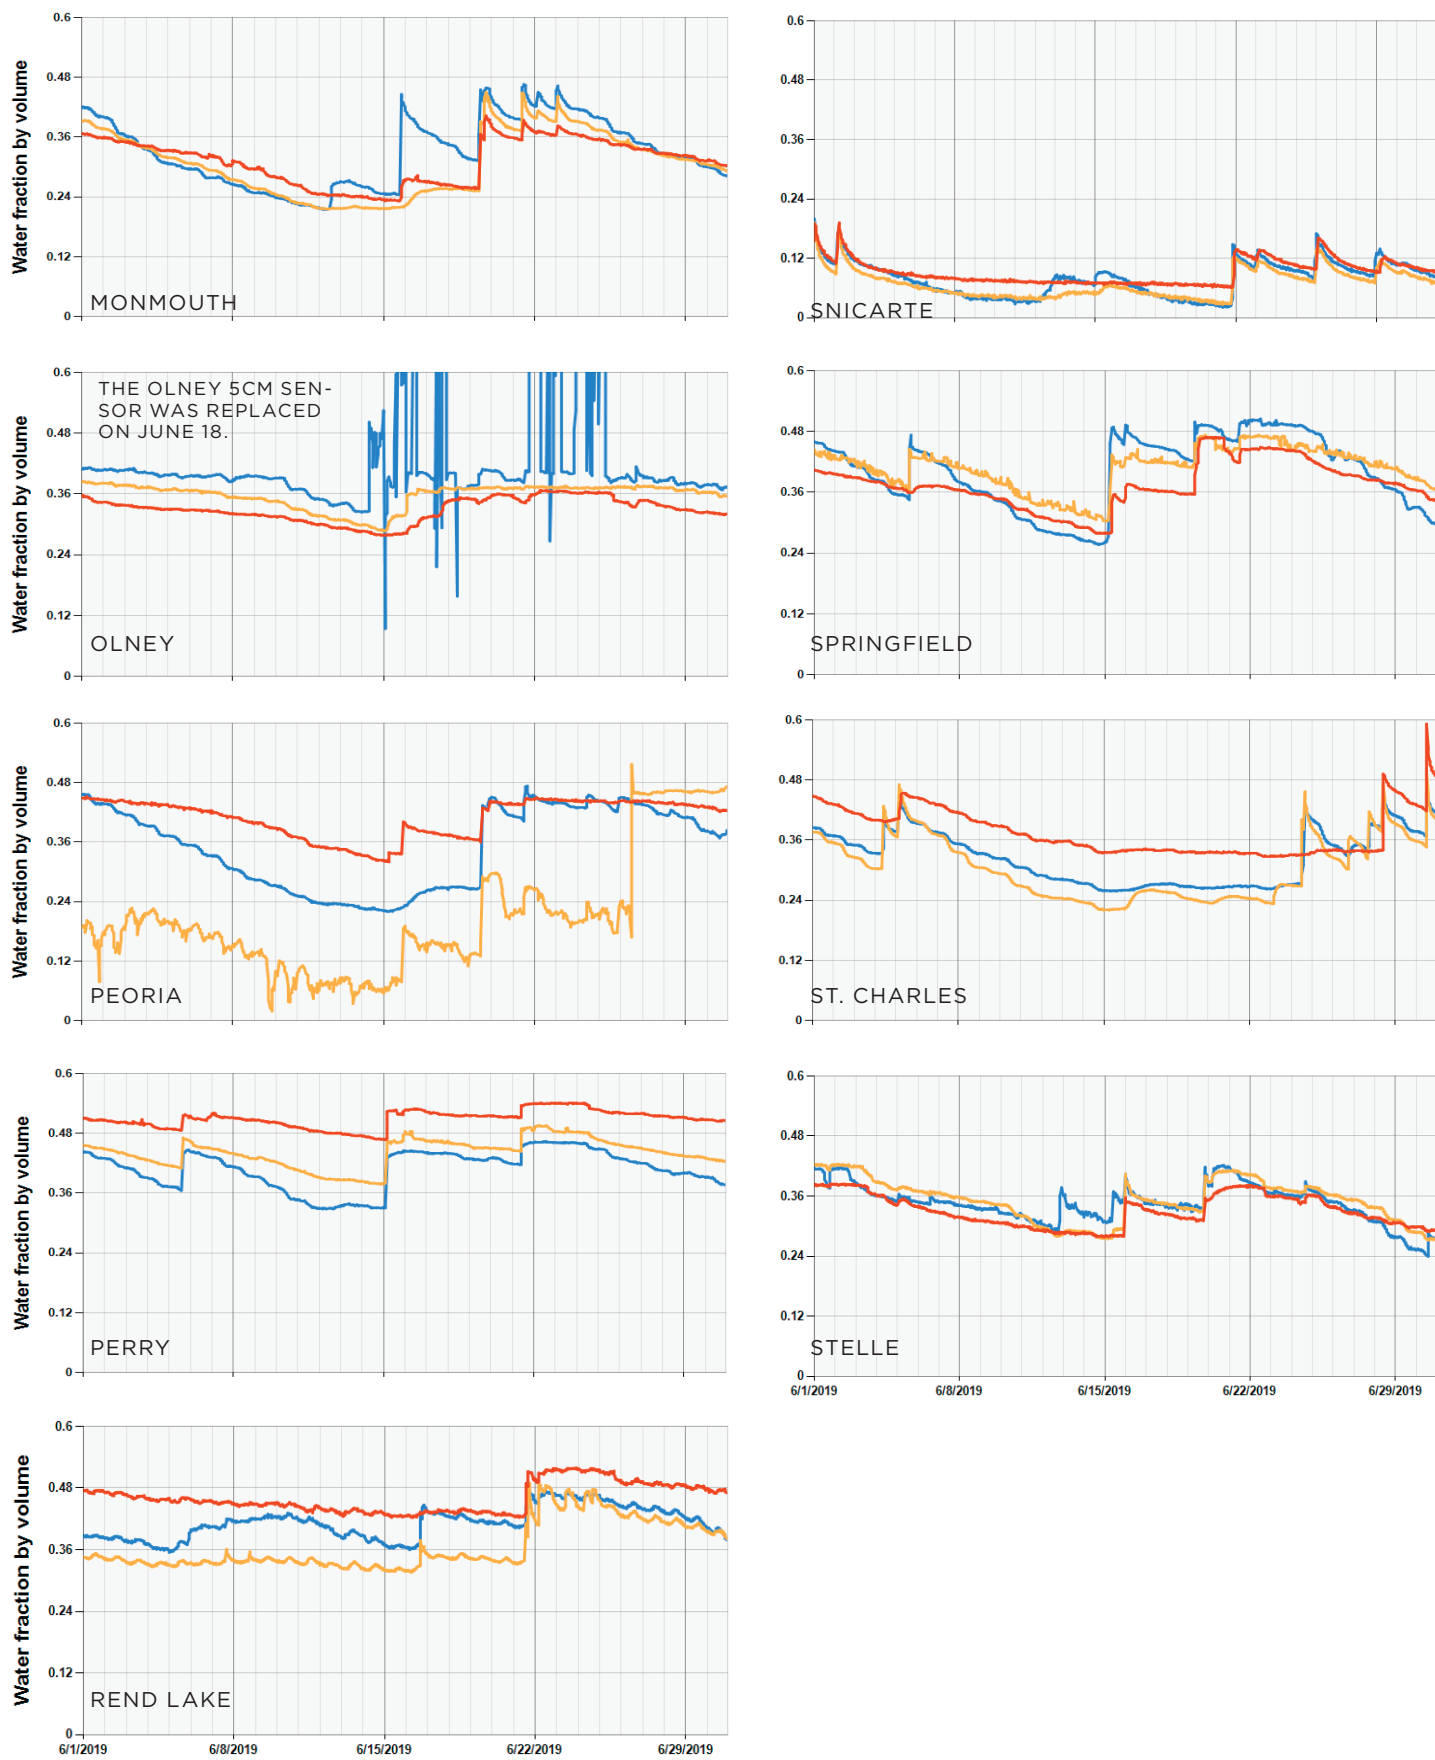 Water fraction by volume
0.6
0.48
0.36
0.24
0.12
0
MONMOUTH
0.6
0.48
0.36
0.24
0.12
0
SNICARTE
Water fraction by volume
0.6
0.48
0.36
0.24
0.12
0
THE OLNEY 5CM SEN-
SOR WAS REPLACED
ON JUNE 18.
OLNEY
0.6
0.48
0.36
0.24
0.12
0
SPRINGFIELD
Water fraction by volume
0.6
0.48
0.36
0.24
0.12
0
PEORIA
0.6
0.48
0.36
0.24
0.12
0
ST. CHARLES
Water fraction by volume
0.6
0.48
0.36
0.24
0.12
0
PERRY
0.6
0.48
0.36
0.24
0.12
0
STELLE
6/1/2019 6/8/2019 6/15/2019 6/22/2019 6/29/2019
Water fraction by volume
0.6
0.48
0.36
0.24
0.12
0
REND LAKE
6/1/2019 6/8/2019 6/15/2019 6/22/2019 6/29/2019